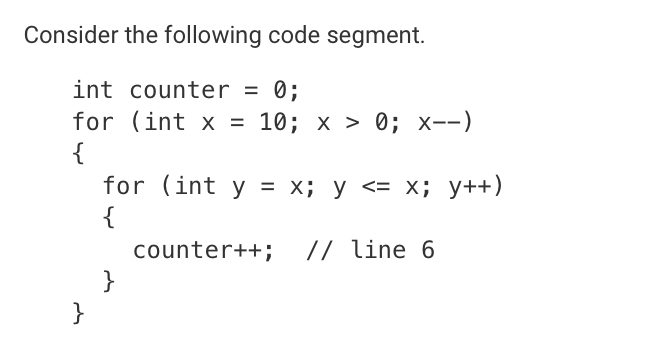 Consider the following code segment.
int counter = 0;
for (int x = 10; x > 0; x--)
{
for (int y = x; y <= x; y++)
{
counter++;  // line 6
}
}